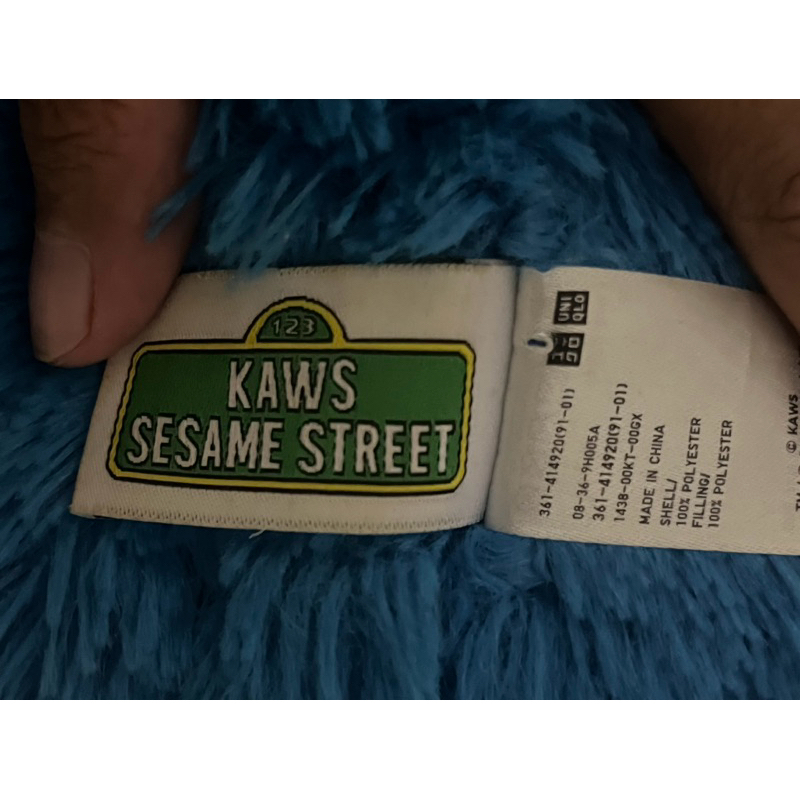 123
KAWS
SESAME STREET
UNI
QLO
361-414920(91-01)
08-36-9H005A
361-414920(91-01)
1438-00KT-00GX
MADE IN CHINA
SHELL/
100% POLYESTER
FILLING/
100% POLYESTER
© KAWS